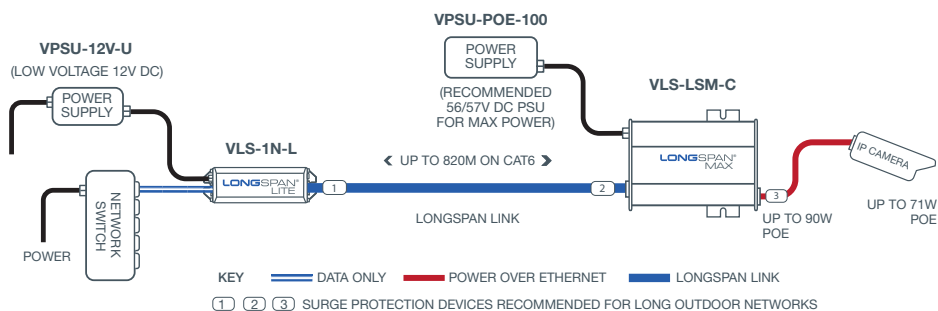 VPSU-12V-U
(LOW VOLTAGE 12V DC)
POWER
SUPPLY
VPSU-POE-100
POWER
SUPPLY
(RECOMMENDED
56/57V DC PSU
FOR MAX POWER)
VLS-LSM-C
VLS-1N-L
LONGSPAN®
LITE
NETWORK
SWITCH
POWER
1
UP TO 820M ON CAT6
LONGSPAN LINK
2
LONGSPAN®
MAX
3
UP TO 90W
POE
IP CAMERA
UP TO 71W
POE
KEY
DATA ONLY
POWER OVER ETHERNET
LONGSPAN LINK
1 2 3 SURGE PROTECTION DEVICES RECOMMENDED FOR LONG OUTDOOR NETWORKS